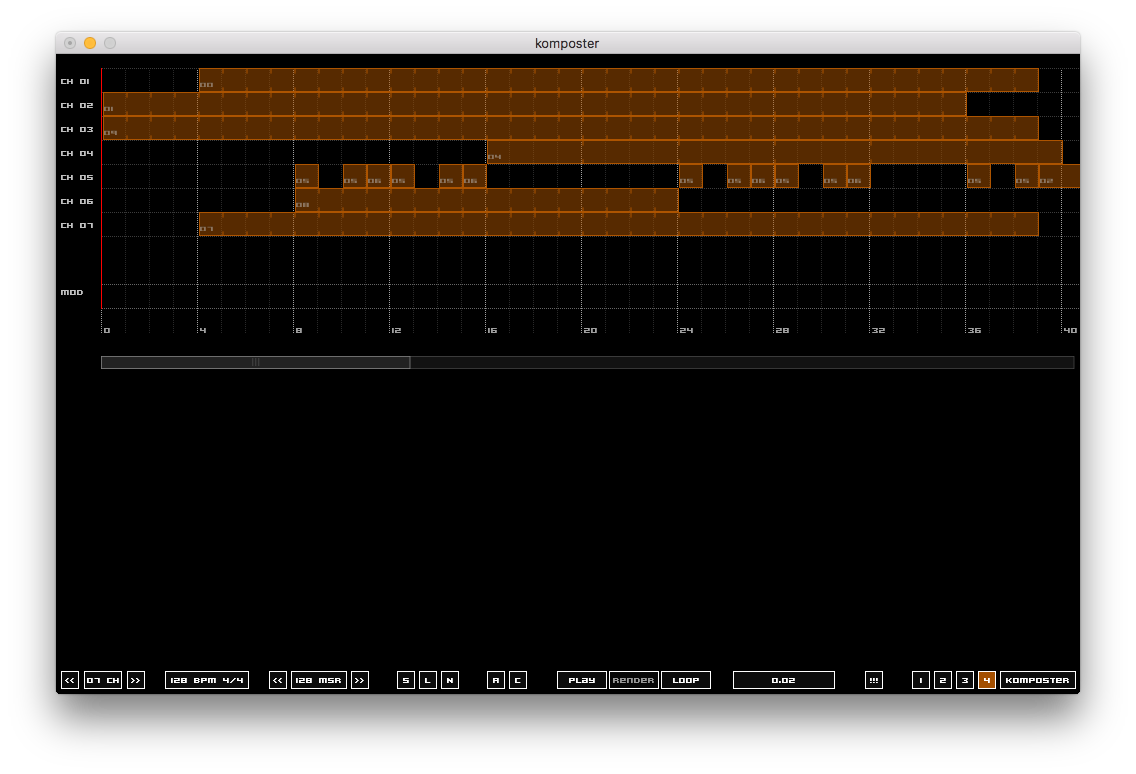 komposter
CH 01 00
CH 02 01
CH 03 09
CH 04 04
CH 05 05 05 06 05 05 06 05 05 06 05 05 06 05 05 02
CH 06 08
CH 07 07
MOD
0 4 8 12 16 20 24 28 32 36 40
<< 07 CH >> 128 BPM 4/4 << 128 MSR >> S L N A C PLAY RENDER LOOP 0.02 !!! 1 2 3 4 KOMPOSTER